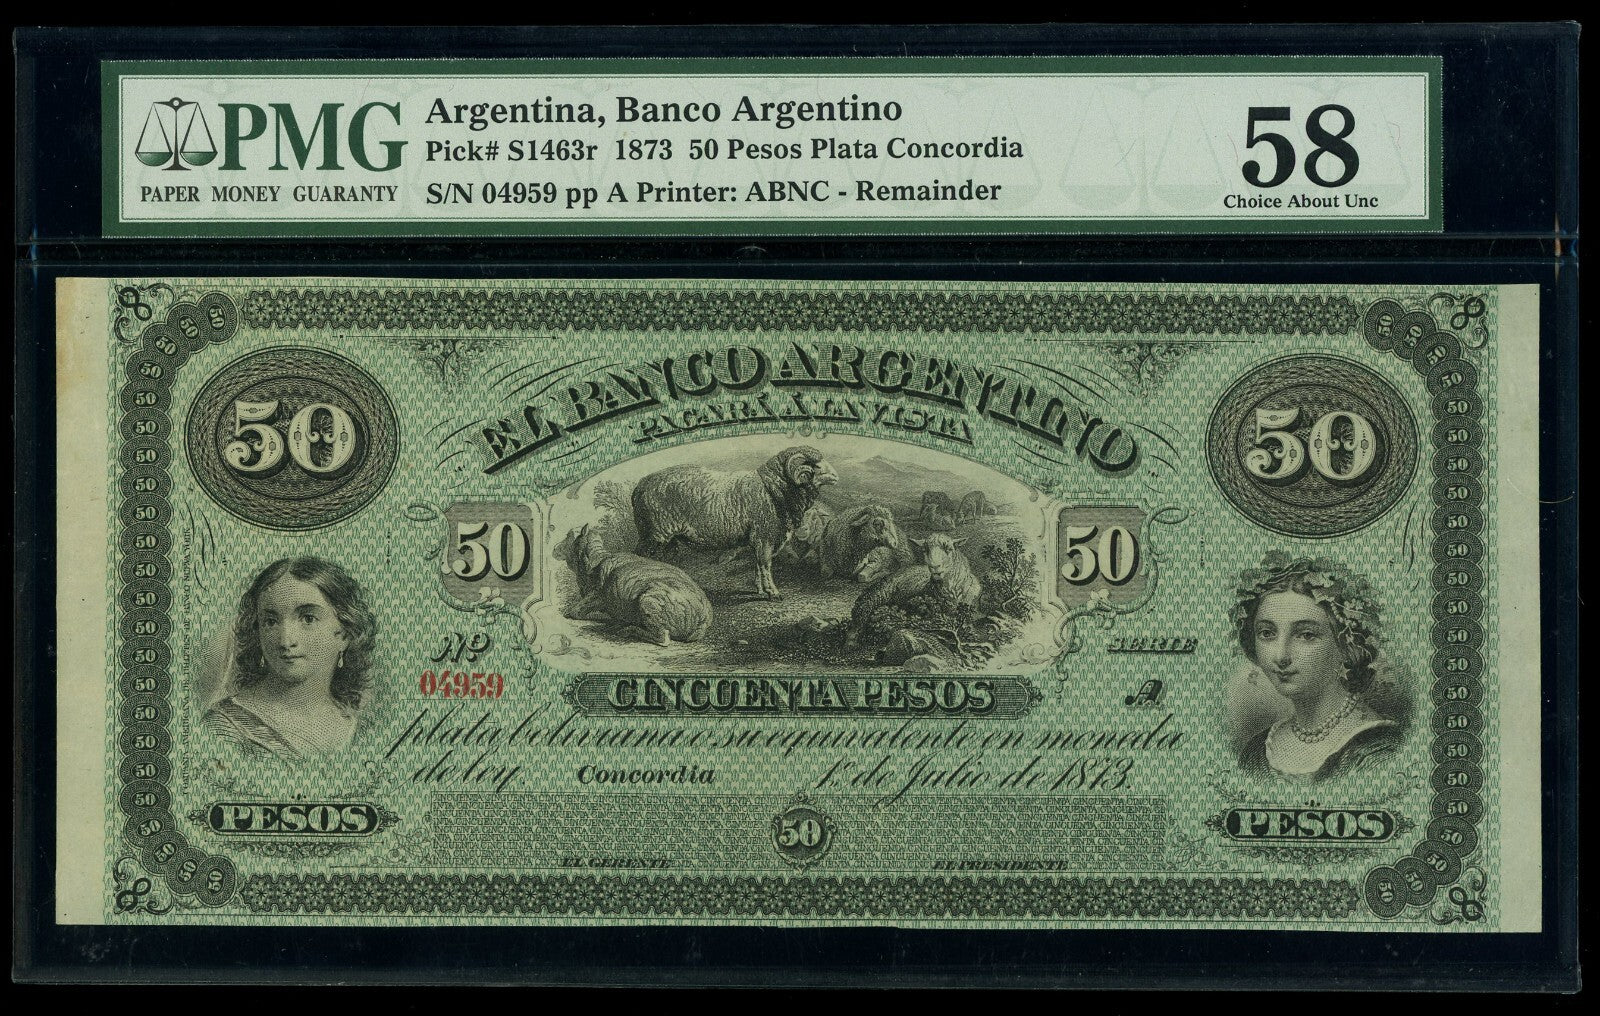 PMG
PAPER MONEY GUARANTY
Argentina, Banco Argentino
Pick# S1463r 1873 50 Pesos Plata Concordia
S/N 04959 pp A Printer: ABNC - Remainder
58
Choice About Unc
EL BANCO ARGENTINO
PAGARÁ Á LA VISTA
50
50
50
50
Nº
04959
SERIE
A
CINCUENTA PESOS
plata boliviana o su equivalente en moneda
de ley.
Concordia
1º de Julio de 1873.
PESOS
50
PESOS
EL GERENTE
EL PRESIDENTE